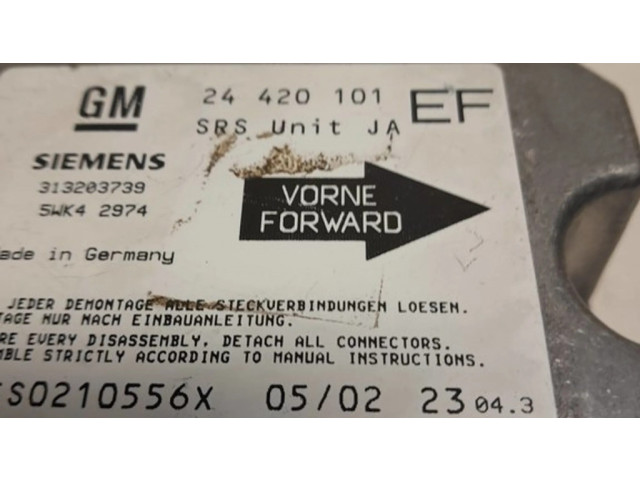 GM 24 420 101 EF
SRS Unit JA
SIEMENS
313203739
5WK4 2974
VORNE
FORWARD
ade in Germany
JEDER DEMONTAGE ALLE STECKVERBINDUNGEN LOESEN.
TAGE NUR NACH EINBAUANLEITUNG.
RE EVERY DISASSEMBLY, DETACH ALL CONNECTORS.
MBLE STRICTLY ACCORDING TO MANUAL INSTRUCTIONS.
S0210556X 05/02 23 04.3